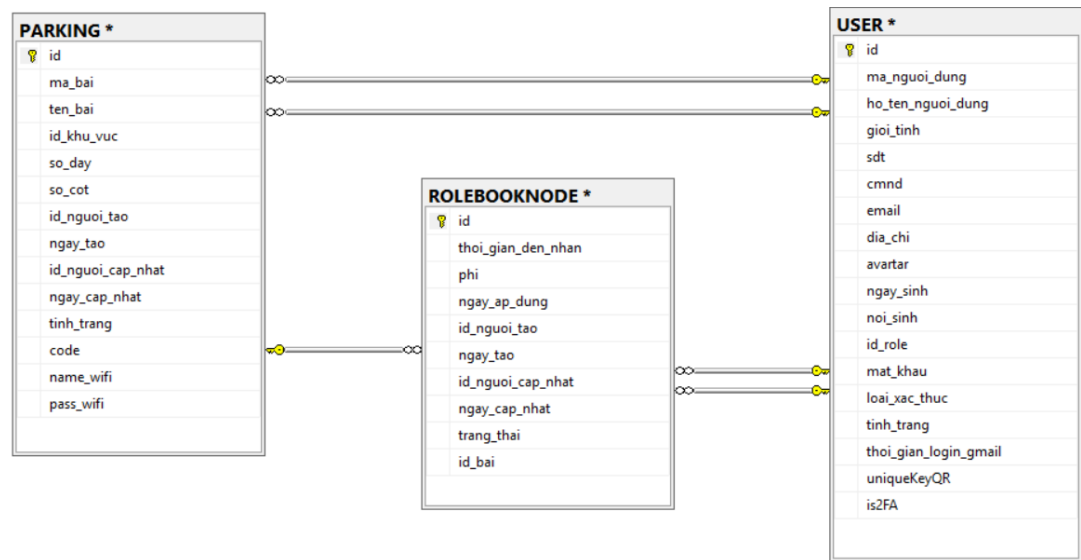 PARKING *
id
ma_bai
ten_bai
id_khu_vuc
so_day
so_cot
id_nguoi_tao
ngay_tao
id_nguoi_cap_nhat
ngay_cap_nhat
tinh_trang
code
name_wifi
pass_wifi
ROLEBOOKNODE *
id
thoi_gian_den_nhan
phi
ngay_ap_dung
id_nguoi_tao
ngay_tao
id_nguoi_cap_nhat
ngay_cap_nhat
trang_thai
id_bai
USER *
id
ma_nguoi_dung
ho_ten_nguoi_dung
gioi_tinh
sdt
cmnd
email
dia_chi
avartar
ngay_sinh
noi_sinh
id_role
mat_khau
loai_xac_thuc
tinh_trang
thoi_gian_login_gmail
uniqueKeyQR
is2FA